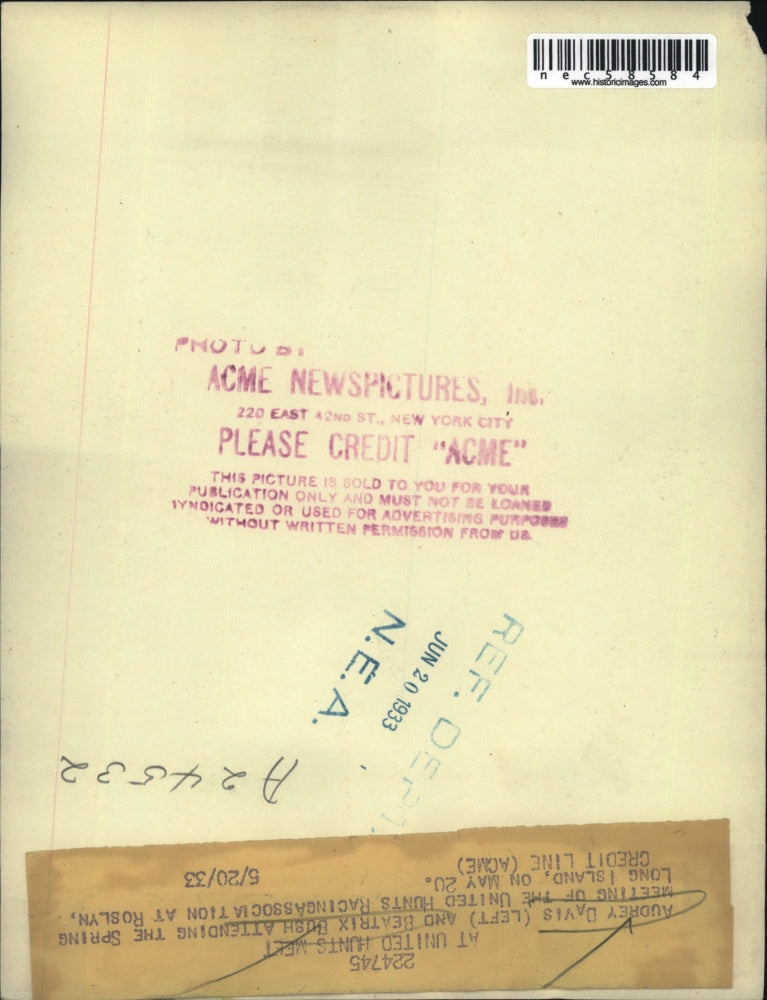 nec58584
www.historicimages.com
PHOTO BY
ACME NEWSPICTURES, Inc.
220 EAST 42ND ST., NEW YORK CITY
PLEASE CREDIT "ACME"
THIS PICTURE IS SOLD TO YOU FOR YOUR
PUBLICATION ONLY AND MUST NOT BE LOANED
SYNDICATED OR USED FOR ADVERTISING PURPOSES
WITHOUT WRITTEN PERMISSION FROM US.
REF. DEPT.
JUN 20 1933
N.E.A.
A24532
224745
AT UNITED HUNTS MEET
AUDREY DAVIS (LEFT) AND BEATRIX BUSH ATTENDING THE SPRING
MEETING OF THE UNITED HUNTS RACINGASSOCIATION AT ROSLYN,
LONG ISLAND, ON MAY 20.
CREDIT LINE (ACME) 5/20/33